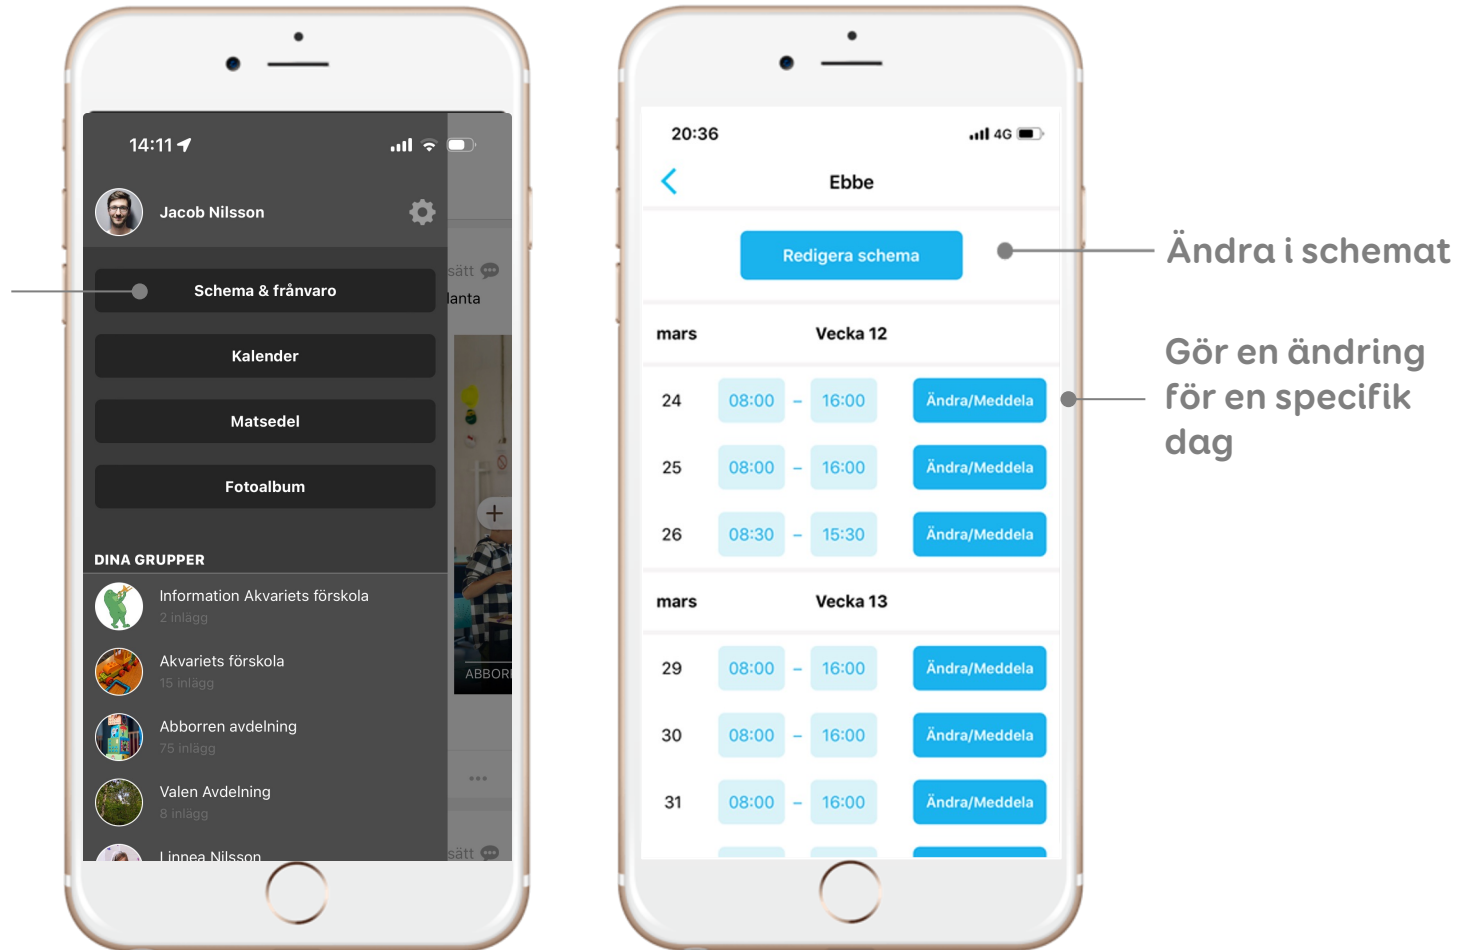 14:11
Jacob Nilsson
Schema & frånvaro
Kalender
Matsedel
Fotoalbum
DINA GRUPPER
Information Akvariets förskola
2 inlägg
Akvariets förskola
15 inlägg
Abborren avdelning
75 inlägg
Valen Avdelning
8 inlägg
Linnea Nilsson
sätt
lanta
ABBOR
sätt
20:36
4G
Ebbe
Redigera schema
mars Vecka 12
24 08:00 – 16:00 Ändra/Meddela
25 08:00 – 16:00 Ändra/Meddela
26 08:30 – 15:30 Ändra/Meddela
mars Vecka 13
29 08:00 – 16:00 Ändra/Meddela
30 08:00 – 16:00 Ändra/Meddela
31 08:00 – 16:00 Ändra/Meddela
Ändra i schemat
Gör en ändring
för en specifik
dag